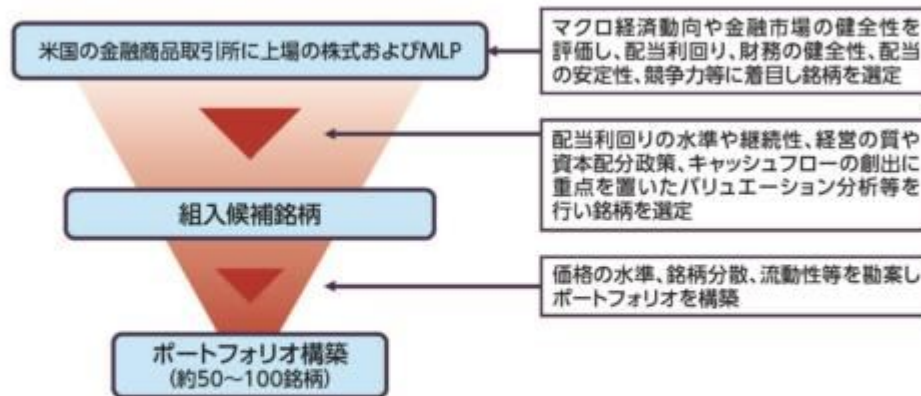 米国の金融商品取引所に上場の株式およびMLP
マクロ経済動向や金融市場の健全性を
評価し、配当利回り、財務の健全性、配当
の安定性、競争力等に着目し銘柄を選定
配当利回りの水準や継続性、経営の質や
資本配分政策、キャッシュフローの創出に
重点を置いたバリュエーション分析等を
行い銘柄を選定
組入候補銘柄
価格の水準、銘柄分散、流動性等を勘案し
ポートフォリオを構築
ポートフォリオ構築
(約50～100銘柄)